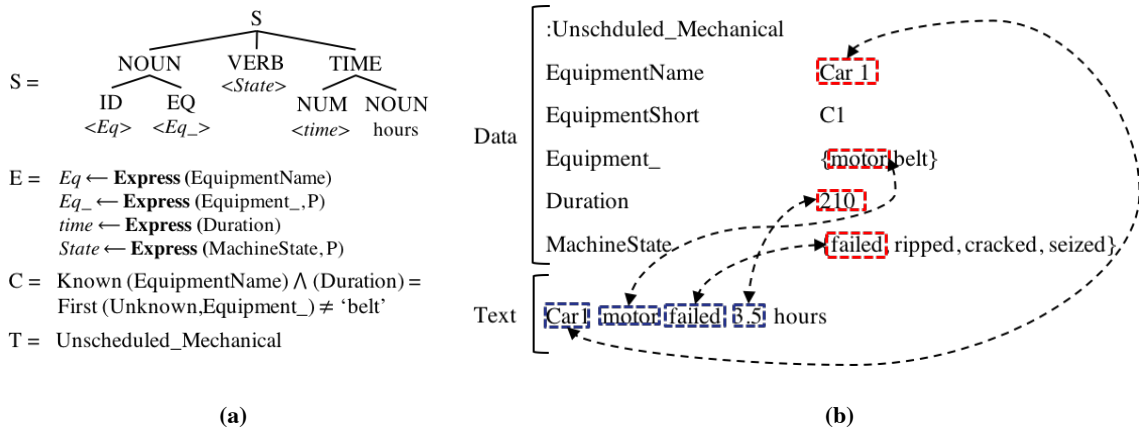 S
NOUN VERB TIME
<State>
S =
ID EQ NUM NOUN
<Eq> <Eq_> <time> hours
E = Eq ← Express (EquipmentName)
Eq_ ← Express (Equipment_, P)
time ← Express (Duration)
State ← Express (MachineState, P)
C = Known (EquipmentName) ⋀ (Duration) =
First (Unknown,Equipment_) ≠ ‘belt’
T = Unscheduled_Mechanical
(a)
Data
:Unschduled_Mechanical
EquipmentName Car 1
EquipmentShort C1
Equipment_ {motor,belt}
Duration 210
MachineState {failed, ripped, cracked, seized}
Text Car1 motor failed 3.5 hours
(b)